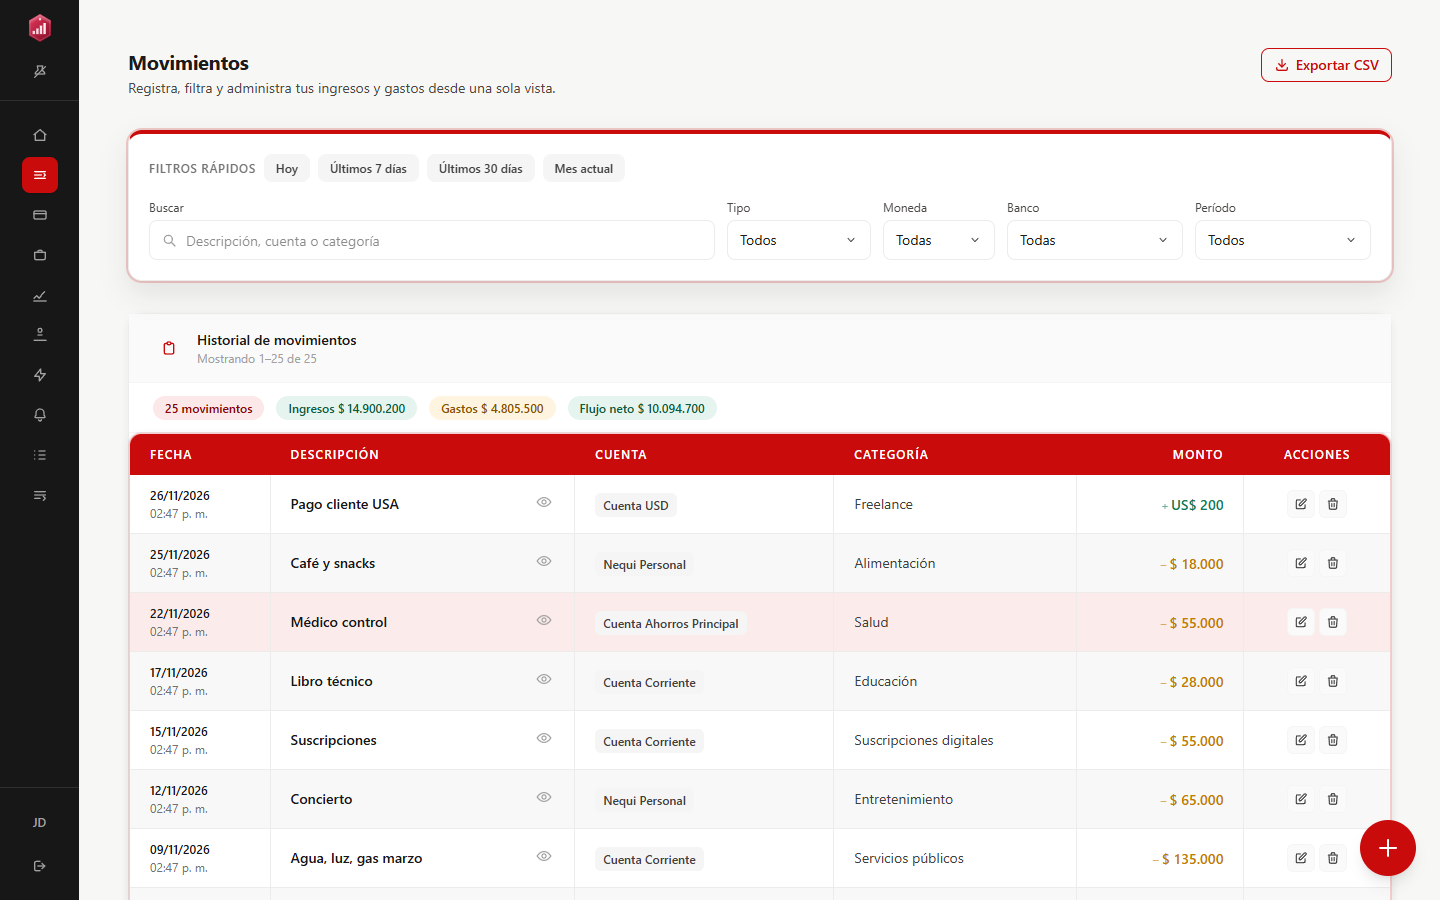 Movimientos
Registra, filtra y administra tus ingresos y gastos desde una sola vista.
Exportar CSV
FILTROS RÁPIDOS Hoy Últimos 7 días Últimos 30 días Mes actual
Buscar Tipo Moneda Banco Período
Descripción, cuenta o categoría Todos Todas Todas Todos
Historial de movimientos
Mostrando 1–25 de 25
25 movimientos Ingresos $ 14.900.200 Gastos $ 4.805.500 Flujo neto $ 10.094.700
FECHA DESCRIPCIÓN CUENTA CATEGORÍA MONTO ACCIONES
26/11/2026
02:47 p. m.
Pago cliente USA Cuenta USD Freelance + US$ 200
25/11/2026
02:47 p. m.
Café y snacks Nequi Personal Alimentación – $ 18.000
22/11/2026
02:47 p. m.
Médico control Cuenta Ahorros Principal Salud – $ 55.000
17/11/2026
02:47 p. m.
Libro técnico Cuenta Corriente Educación – $ 28.000
15/11/2026
02:47 p. m.
Suscripciones Cuenta Corriente Suscripciones digitales – $ 55.000
12/11/2026
02:47 p. m.
Concierto Nequi Personal Entretenimiento – $ 65.000
09/11/2026
02:47 p. m.
Agua, luz, gas marzo Cuenta Corriente Servicios públicos – $ 135.000
JD